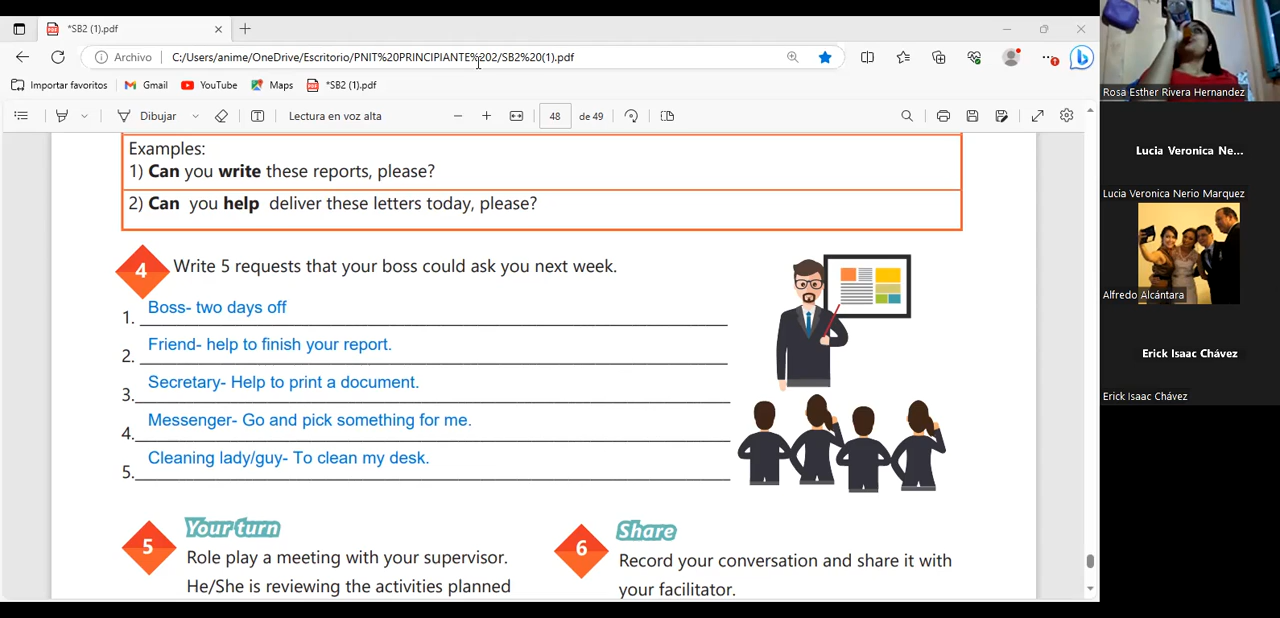 *SB2 (1).pdf
Archivo C:/Users/anime/OneDrive/Escritorio/PNIT%20PRINCIPIANTE%202/SB2%20(1).pdf
Importar favoritos Gmail YouTube Maps *SB2 (1).pdf
Dibujar Lectura en voz alta 48 de 49
Examples:
1) Can you write these reports, please?
2) Can you help deliver these letters today, please?
4 Write 5 requests that your boss could ask you next week.
1. Boss- two days off
2. Friend- help to finish your report.
3. Secretary- Help to print a document.
4. Messenger- Go and pick something for me.
5. Cleaning lady/guy- To clean my desk.
5 Your turn
Role play a meeting with your supervisor.
He/She is reviewing the activities planned
6 Share
Record your conversation and share it with
your facilitator.
Rosa Esther Rivera Hernandez
Lucia Veronica Ne...
Lucia Veronica Nerio Marquez
Alfredo Alcántara
Erick Isaac Chávez
Erick Isaac Chávez